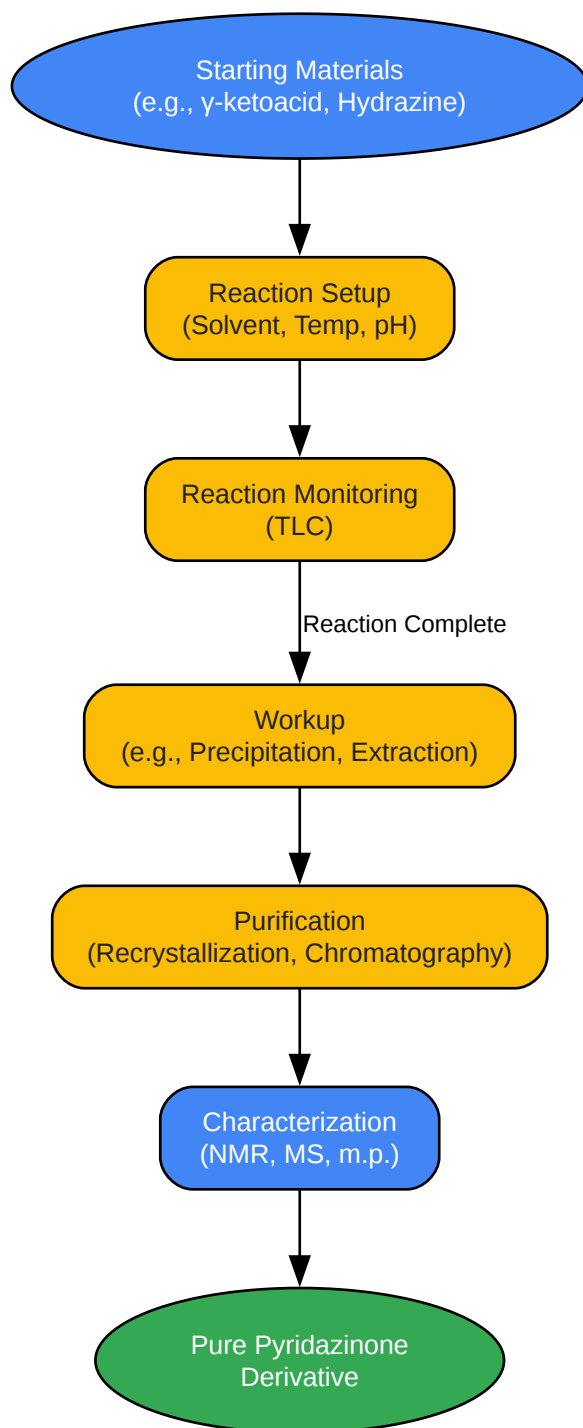 Starting Materials
(e.g., γ-ketoacid, Hydrazine)
Reaction Setup
(Solvent, Temp, pH)
Reaction Monitoring
(TLC)
Reaction Complete
Workup
(e.g., Precipitation, Extraction)
Purification
(Recrystallization, Chromatography)
Characterization
(NMR, MS, m.p.)
Pure Pyridazinone
Derivative